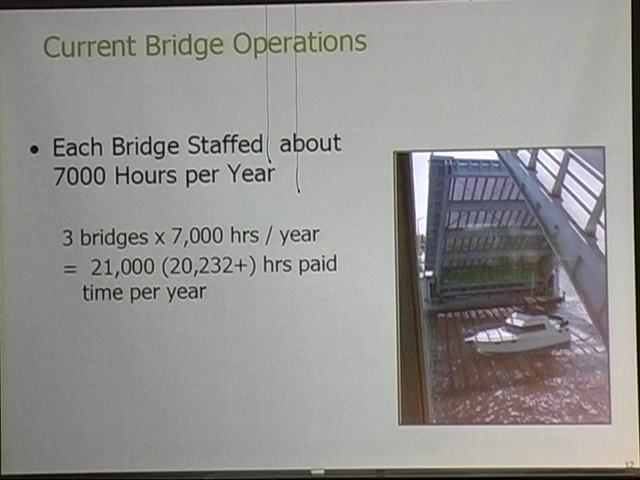 Current Bridge Operations
• Each Bridge Staffed about
7000 Hours per Year
3 bridges x 7,000 hrs / year
= 21,000 (20,232+) hrs paid
time per year
12